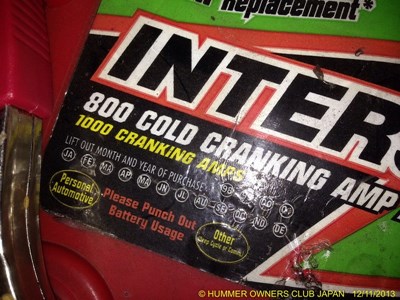 Replacement*
INTERS
800 COLD CRANKING AMP
1000 CRANKING AMPS
LIFT OUT MONTH AND YEAR OF PURCHASE
JA FE MA AP MA JN JL AU SE OC NO DE
Personal
Automotive
Please Punch Out
Battery Usage
Other
© HUMMER OWNERS CLUB JAPAN 12/11/2013